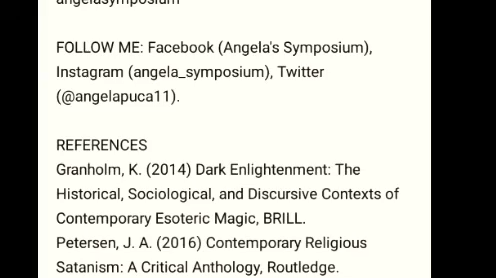 angelasymposium

FOLLOW ME: Facebook (Angela's Symposium),
Instagram (angela_symposium), Twitter
(@angelapuca11).

REFERENCES
Granholm, K. (2014) Dark Enlightenment: The
Historical, Sociological, and Discursive Contexts of
Contemporary Esoteric Magic, BRILL.
Petersen, J. A. (2016) Contemporary Religious
Satanism: A Critical Anthology, Routledge.